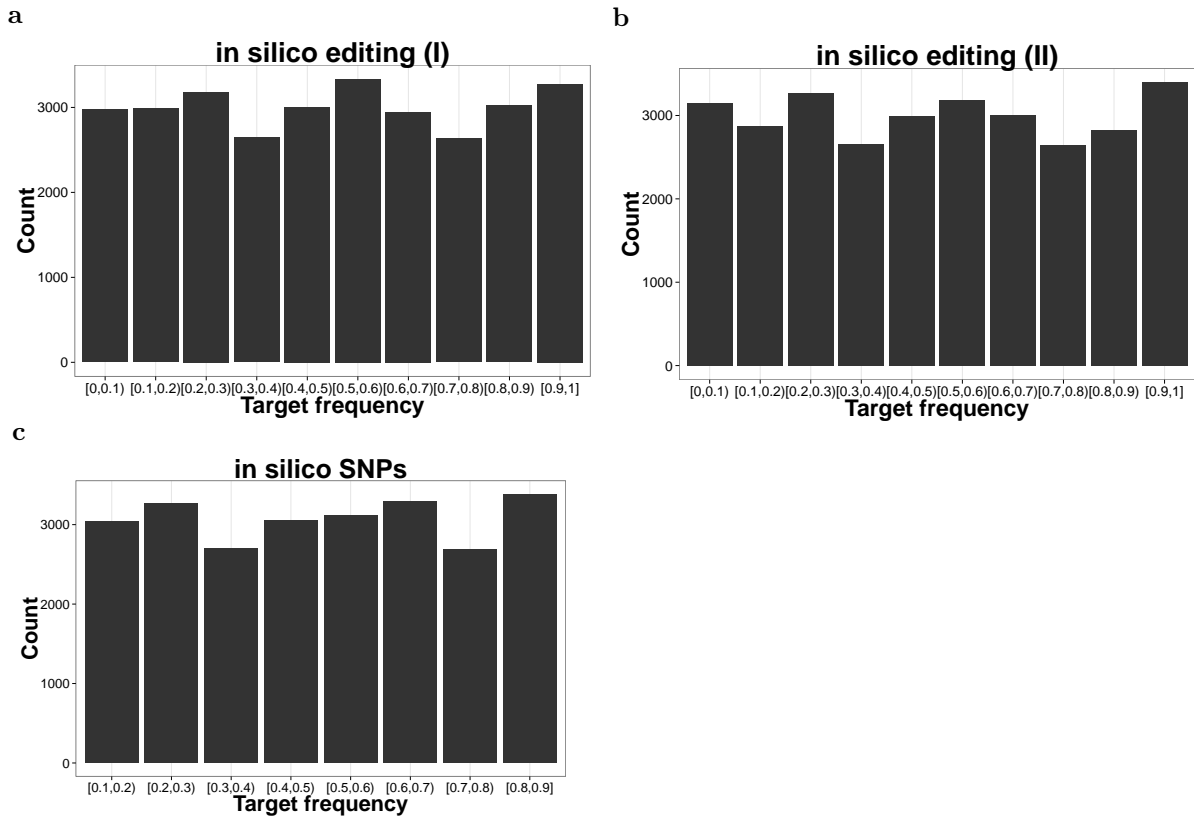 a
in silico editing (I)
3000
2000
1000
0
Count
[0,0.1) [0.1,0.2) [0.2,0.3) [0.3,0.4) [0.4,0.5) [0.5,0.6) [0.6,0.7) [0.7,0.8) [0.8,0.9) [0.9,1]
Target frequency
b
in silico editing (II)
3000
2000
1000
0
Count
[0,0.1) [0.1,0.2) [0.2,0.3) [0.3,0.4) [0.4,0.5) [0.5,0.6) [0.6,0.7) [0.7,0.8) [0.8,0.9) [0.9,1]
Target frequency
c
in silico SNPs
3000
2000
1000
0
Count
[0.1,0.2) [0.2,0.3) [0.3,0.4) [0.4,0.5) [0.5,0.6) [0.6,0.7) [0.7,0.8) [0.8,0.9]
Target frequency